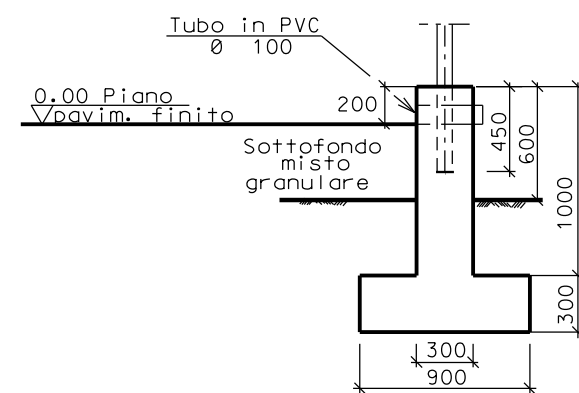 Tubo in PVC
Ø 100
0.00 Piano
pavim. finito
200
Sottofondo
misto
granulare
450
600
1000
300
300
900